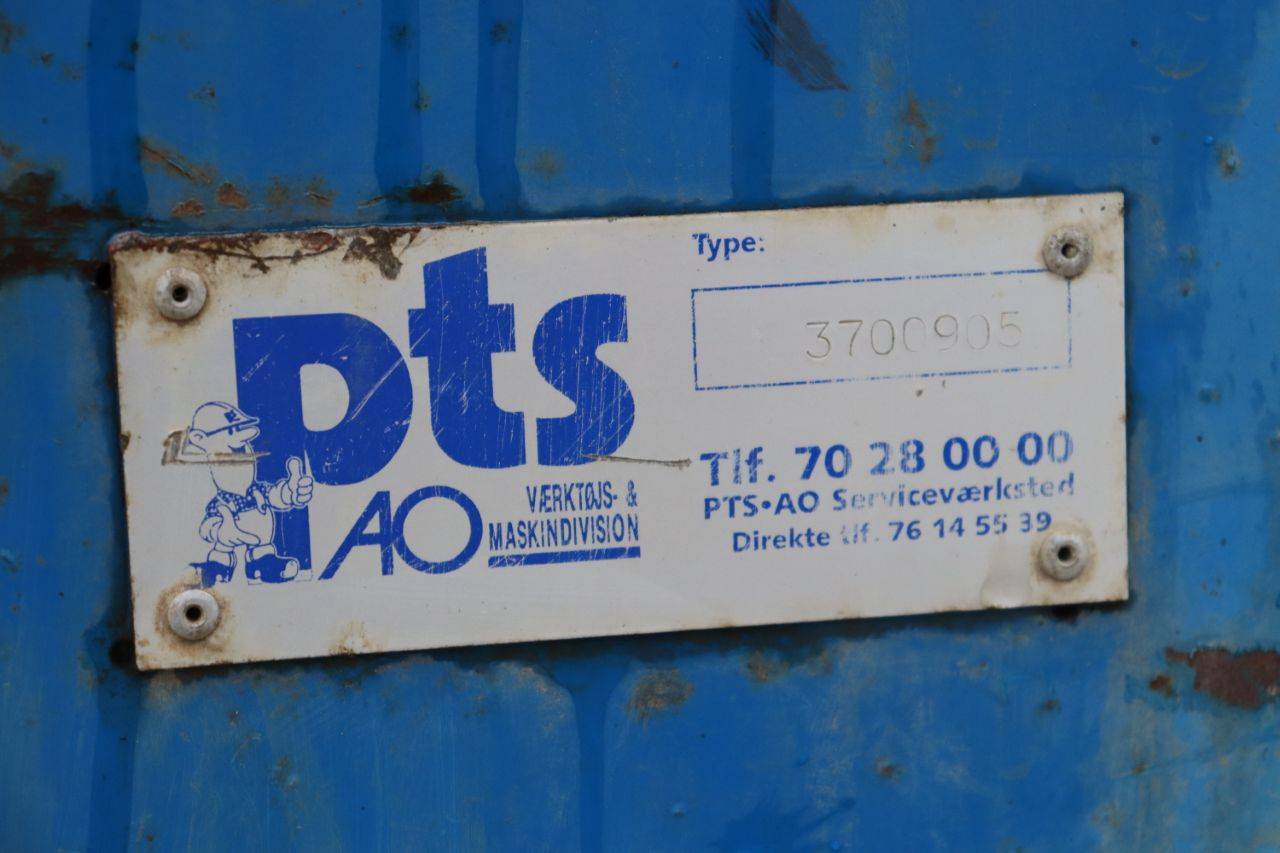 pts
AO VÆRKTØJS- &
MASKINDIVISION
Type:
3700905
Tlf. 70 28 00 00
PTS•AO Serviceværksted
Direkte tlf. 76 14 55 39